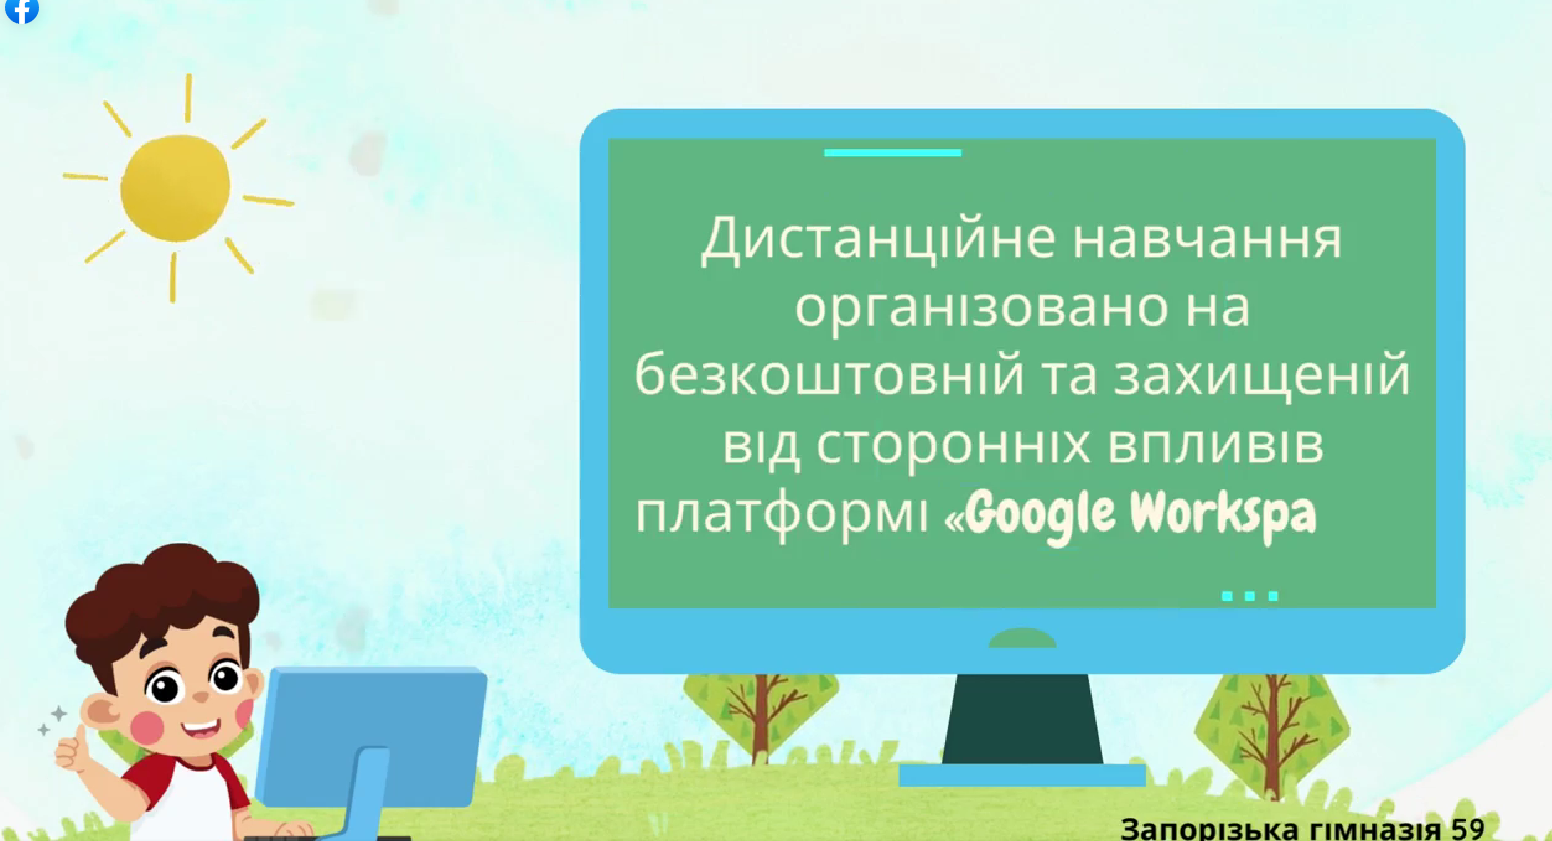 Дистанційне навчання
організовано на
безкоштовній та захищеній
від сторонніх впливів
платформі «Google Workspa
Запорізька гімназія 59